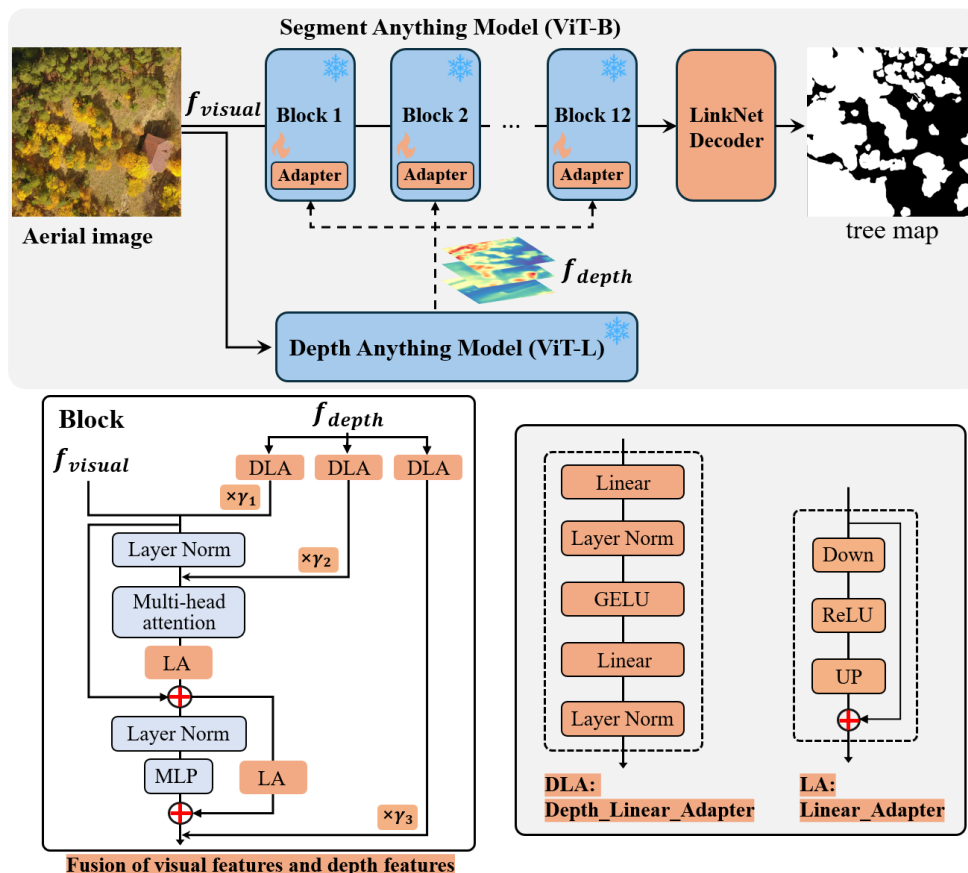 Segment Anything Model (ViT-B)
f_visual
Block 1
Block 2
...
Block 12
LinkNet
Decoder
Adapter
Adapter
Adapter
Aerial image
tree map
f_depth
Depth Anything Model (ViT-L)
Block
f_depth
f_visual
DLA
DLA
DLA
×γ₁
Layer Norm
×γ₂
Multi-head
attention
LA
Layer Norm
MLP
LA
×γ₃
Fusion of visual features and depth features
Linear
Layer Norm
GELU
Linear
Layer Norm
DLA:
Depth_Linear_Adapter
Down
ReLU
UP
LA:
Linear_Adapter